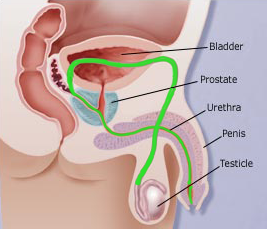 Bladder
Prostate
Urethra
Penis
Testicle